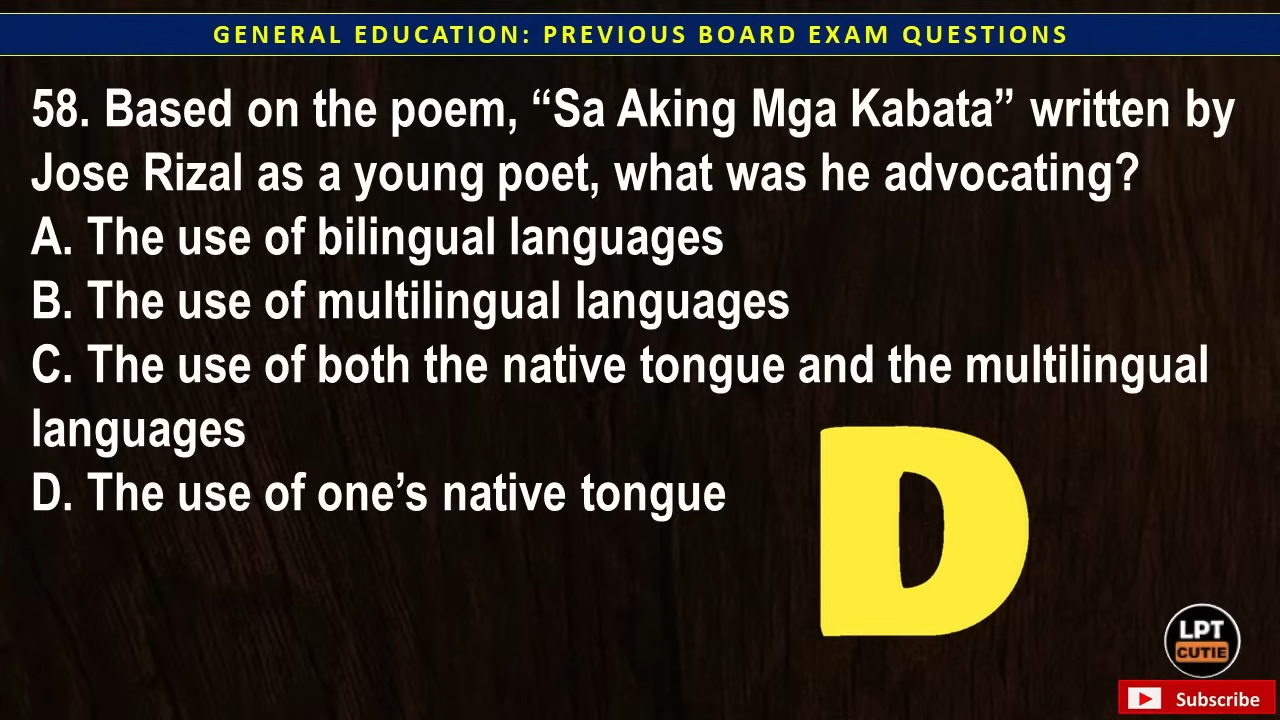 GENERAL EDUCATION: PREVIOUS BOARD EXAM QUESTIONS
58. Based on the poem, “Sa Aking Mga Kabata” written by
Jose Rizal as a young poet, what was he advocating?
A. The use of bilingual languages
B. The use of multilingual languages
C. The use of both the native tongue and the multilingual
languages
D. The use of one’s native tongue
D
LPT
CUTIE
Subscribe